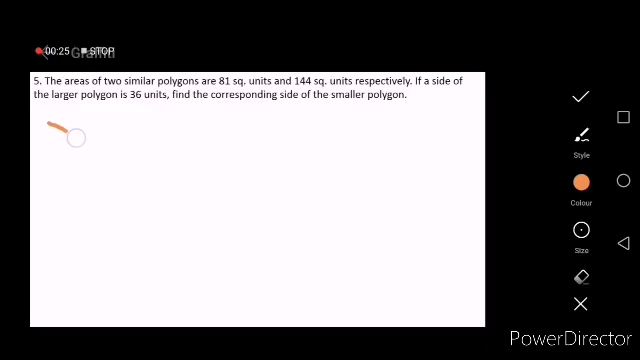 00:25 STOP
Graffiti
5. The areas of two similar polygons are 81 sq. units and 144 sq. units respectively. If a side of
the larger polygon is 36 units, find the corresponding side of the smaller polygon.
Style
Colour
Size
PowerDirector